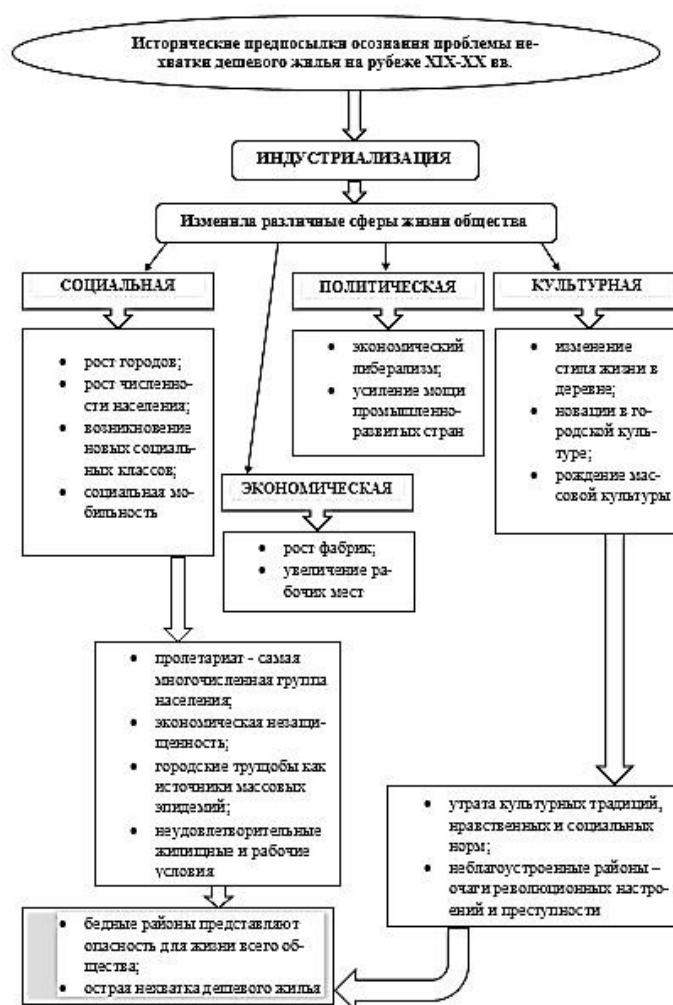 Исторические предпосылки осознания проблемы не-
хватки дешевого жилья на рубеже XIX-XX вв.
ИНДУСТРИАЛИЗАЦИЯ
Изменила различные сферы жизни общества
СОЦИАЛЬНАЯ
• рост городов;
• рост численно-
сти населения;
• возникновение
новых социаль-
ных классов;
• социальная мо-
бильность
ПОЛИТИЧЕСКАЯ
• экономический
либерализм;
• усиление мощи
промышленно-
развитых стран
КУЛЬТУРНАЯ
• изменение
стиля жизни в
деревне;
• новации в го-
родской куль-
туре;
• рождение мас-
совой культуры
ЭКОНОМИЧЕСКАЯ
• рост фабрик;
• увеличение ра-
бочих мест
• пролетариат - самая
многочисленная группа
населения;
• экономическая незащи-
щенность;
• городские трущобы как
источники массовых
эпидемий;
• неудовлетворительные
жилищные и рабочие
условия
• утрата культурных традиций,
нравственных и социальных
норм;
• неблагоустроенные районы –
очаги революционных настро-
ений и преступности
• бедные районы представляют
опасность для жизни всего об-
щества;
• острая нехватка дешевого жилья